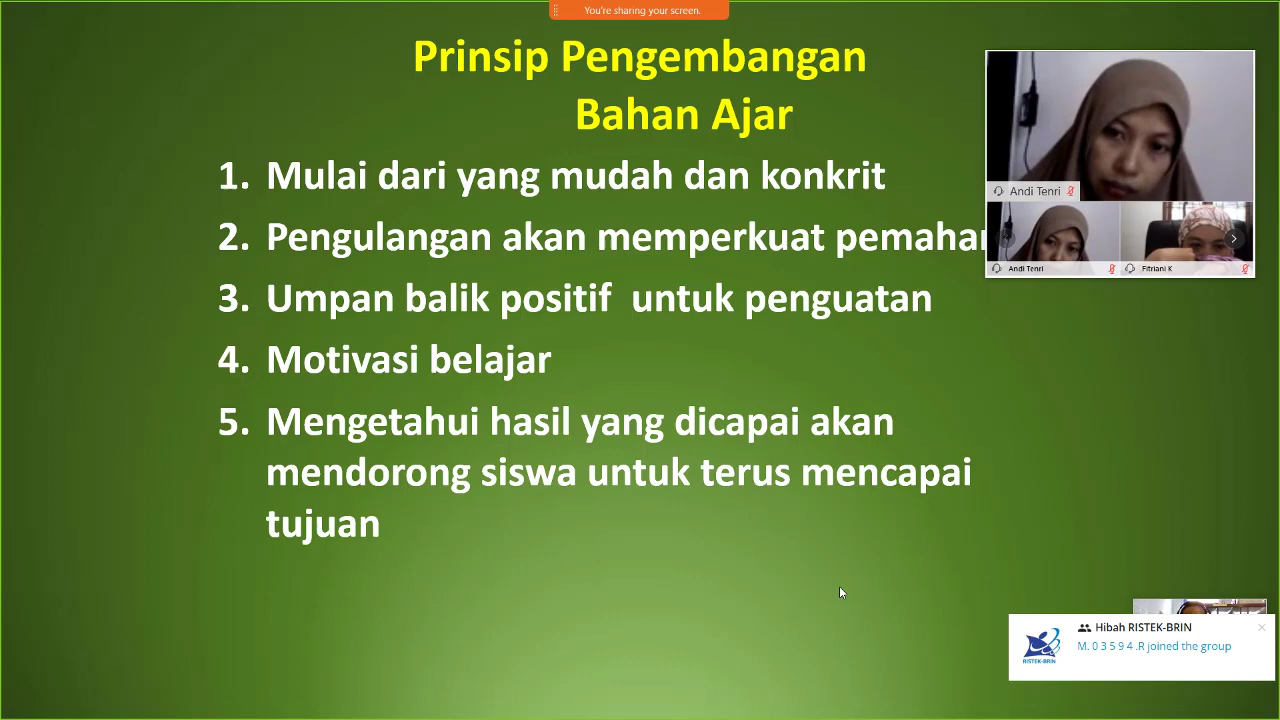 You're sharing your screen.
Prinsip Pengembangan
Bahan Ajar
1. Mulai dari yang mudah dan konkrit
2. Pengulangan akan memperkuat
3. Umpan balik positif untuk penguatan
4. Motivasi belajar
5. Mengetahui hasil yang dicapai akan
mendorong siswa untuk terus mencapai
tujuan
Andi Tenri
Andi Tenri
Fitriani K
Hibah RISTEK-BRIN
M. 0 3 5 9 4 .R joined the group
RISTEK-BRIN